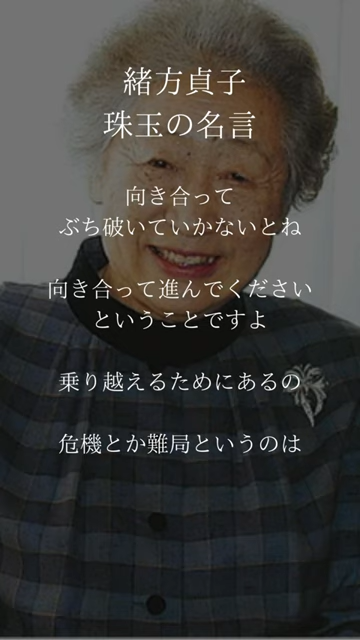 緒方貞子
珠玉の名言
向き合って
ぶち破いていかないとね
向き合って進んでください
ということですよ
乗り越えるためにあるの
危機とか難局というのは